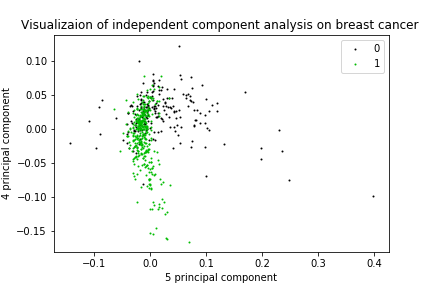 Visualizaion of independent component analysis on breast cancer
0
1
0.10
0.05
0.00
−0.05
−0.10
−0.15
4 principal component
−0.1 0.0 0.1 0.2 0.3 0.4
5 principal component